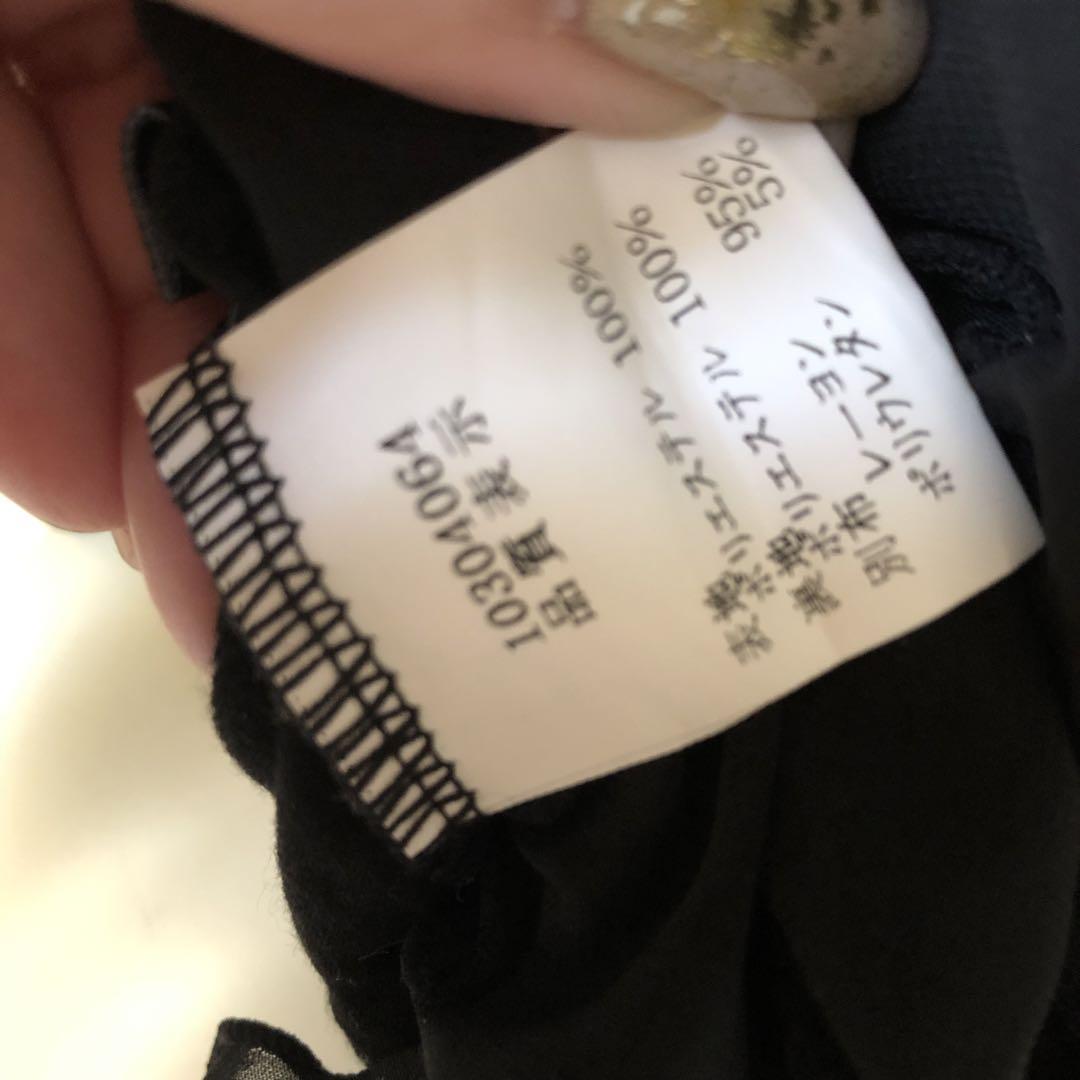 10304064
品質表示
表地
ポリエステル 100%
裏地
ポリエステル 100%
別布 レーヨン 95%
ポリウレタン 5%